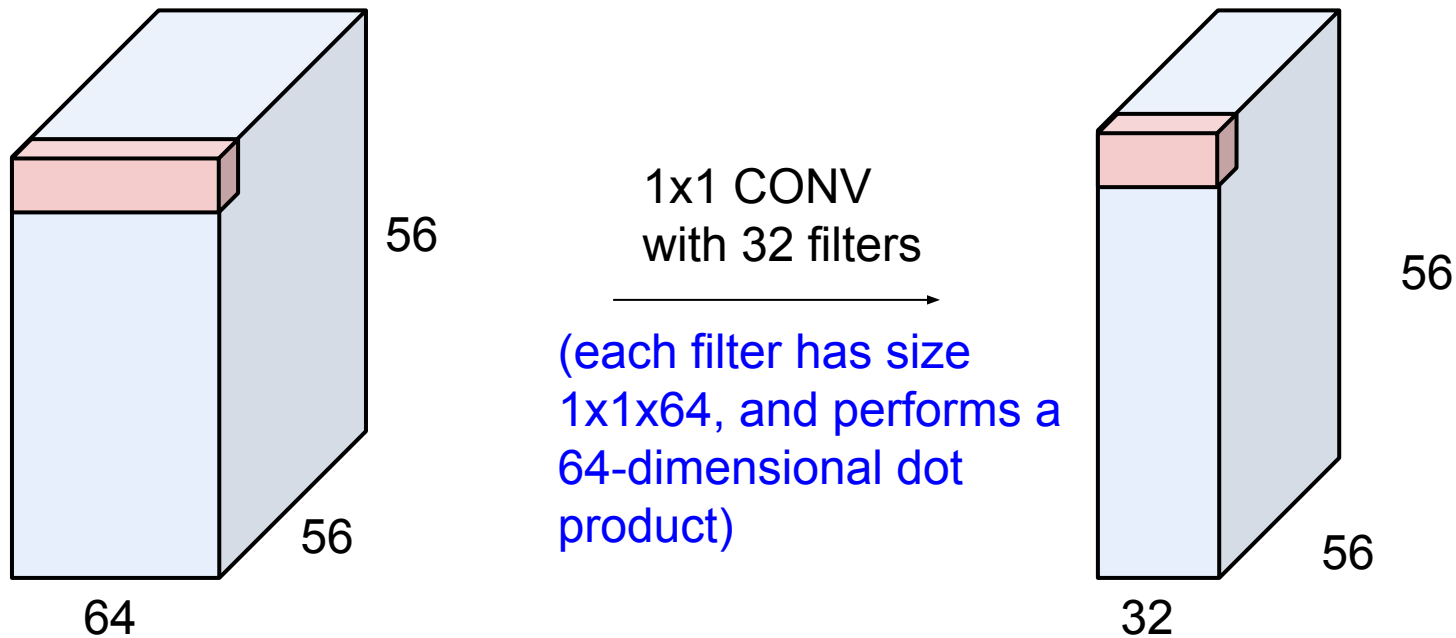 56
56
64
1x1 CONV
with 32 filters
(each filter has size
1x1x64, and performs a
64-dimensional dot
product)
56
56
32